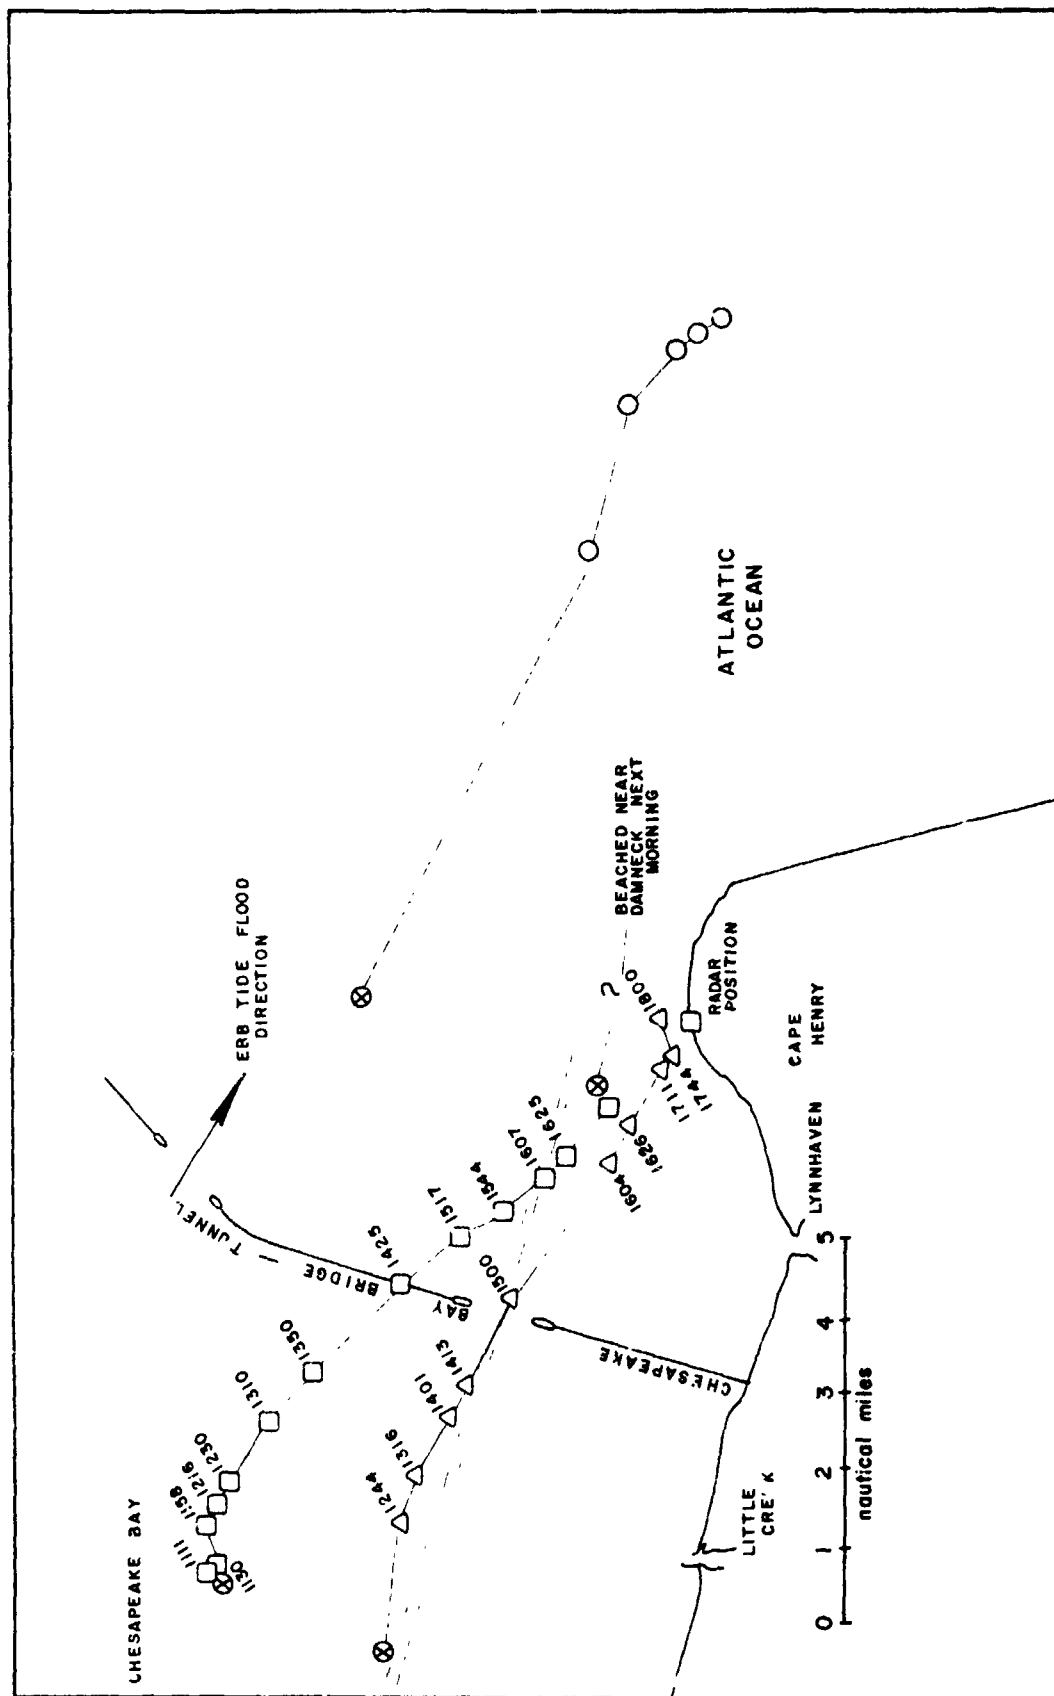 CHESAPEAKE BAY
1111
1130
1158
1216
1230
1310
1350
1425
1517
1544
1607
1625
1244
1316
1401
1413
1500
1604
1626
1711
1744
1800
CHESAPEAKE
BAY
BRIDGE — TUNNEL
EBB TIDE FLOOD
DIRECTION
?
BEACHED NEAR
DAMNECK NEXT
MORNING
ATLANTIC
OCEAN
RADAR
POSITION
CAPE
HENRY
LYNNHAVEN
LITTLE
CRE' K
0 1 2 3 4 5
nautical miles